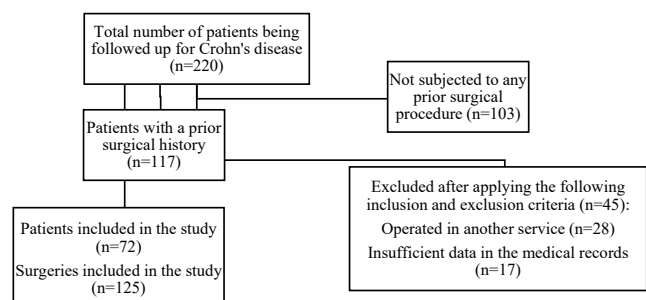 Total number of patients being
followed up for Crohn's disease
(n=220)
Not subjected to any
prior surgical
procedure (n=103)
Patients with a prior
surgical history
(n=117)
Excluded after applying the following
inclusion and exclusion criteria (n=45):
Operated in another service (n=28)
Insufficient data in the medical records
(n=17)
Patients included in the study
(n=72)
Surgeries included in the study
(n=125)